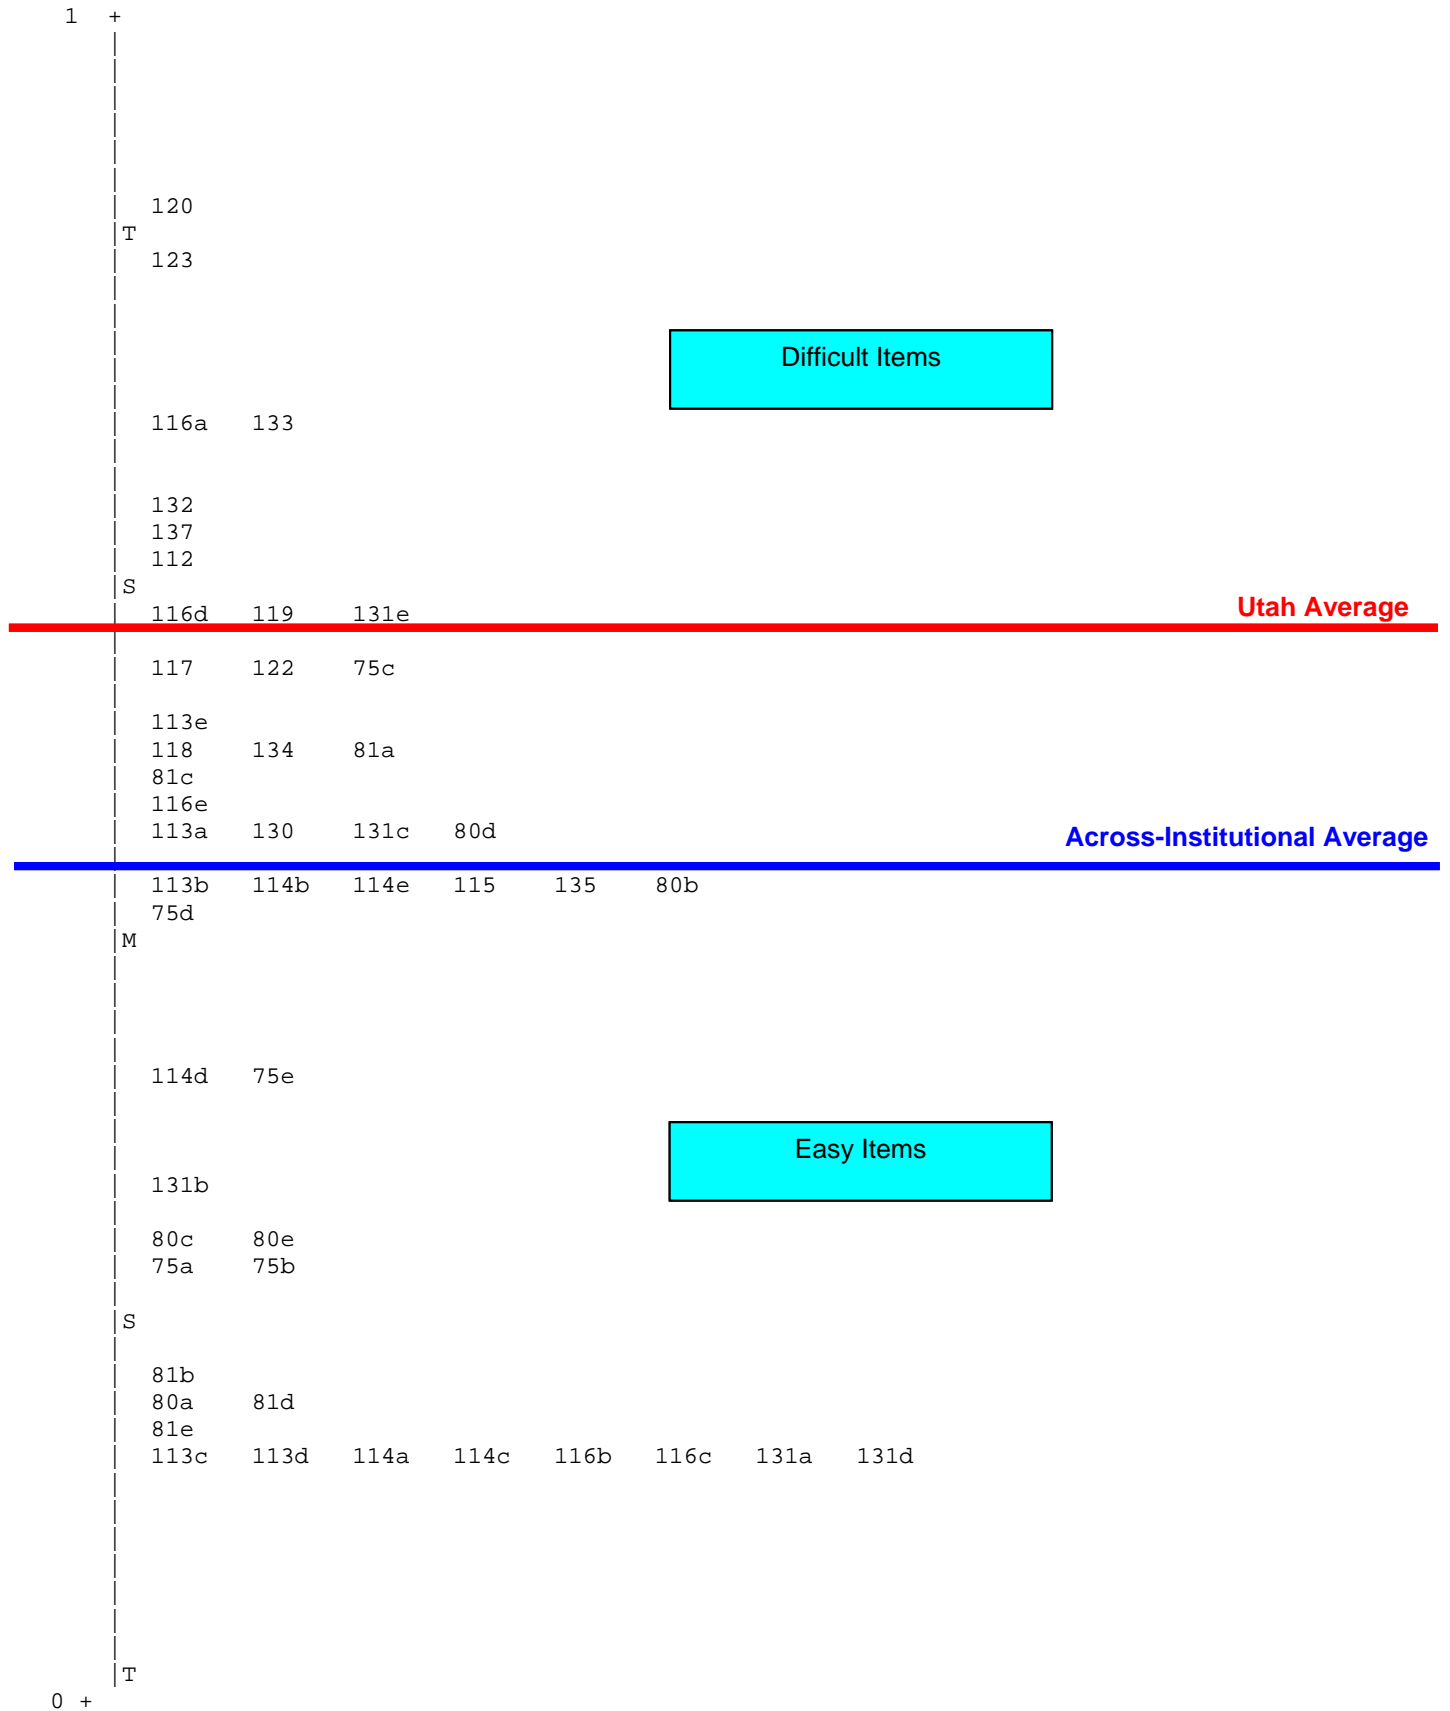 1 +
120
T
123
Difficult Items
116a 133
132
137
112
S
Utah Average
116d 119 131e
117 122 75c
113e
118 134 81a
81c
116e
113a 130 131c 80d
Across-Institutional Average
113b 114b 114e 115 135 80b
75d
M
114d 75e
Easy Items
131b
80c 80e
75a 75b
S
81b
80a 81d
81e
113c 113d 114a 114c 116b 116c 131a 131d
T
0 +